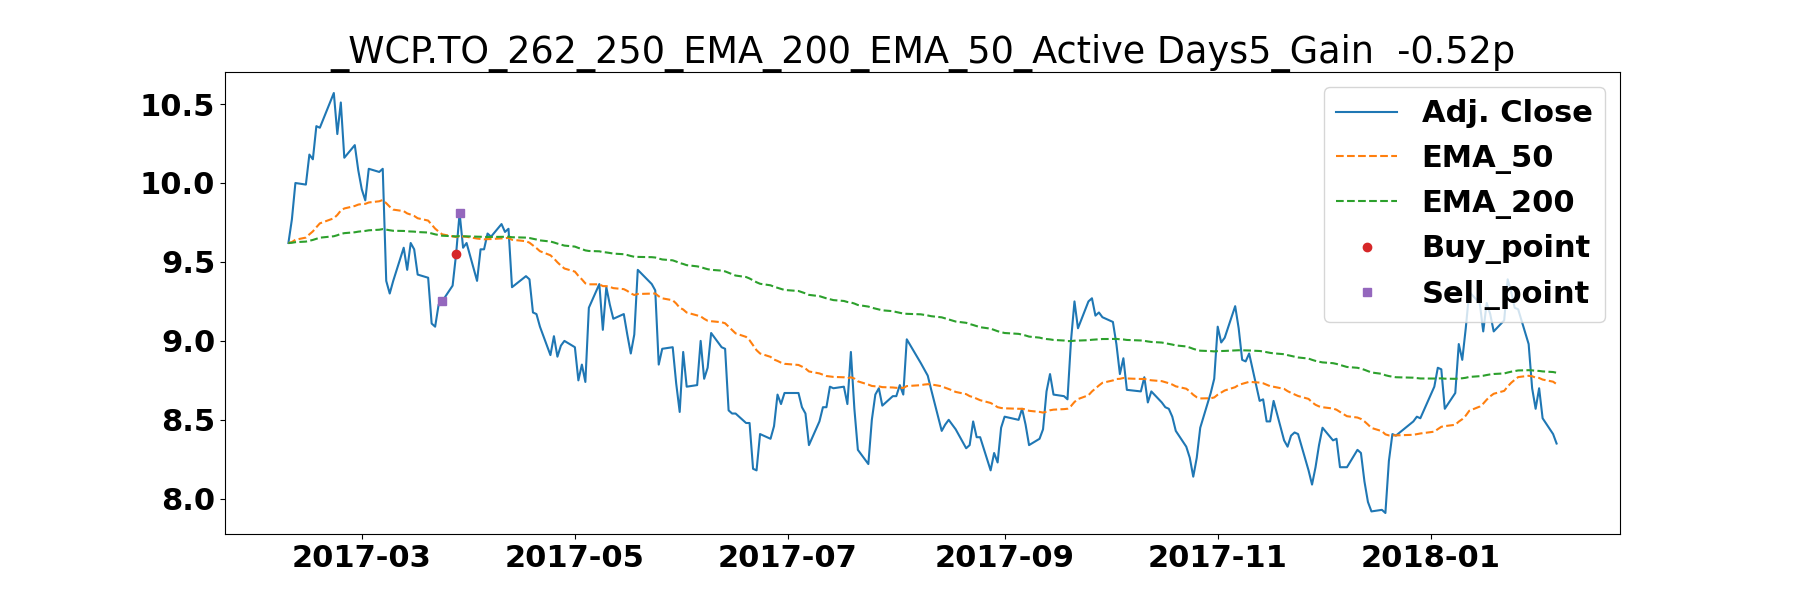 _WCP.TO_262_250_EMA_200_EMA_50_Active Days5_Gain  -0.52p
10.5
10.0
9.5
9.0
8.5
8.0
2017-03
2017-05
2017-07
2017-09
2017-11
2018-01
Adj. Close
EMA_50
EMA_200
Buy_point
Sell_point